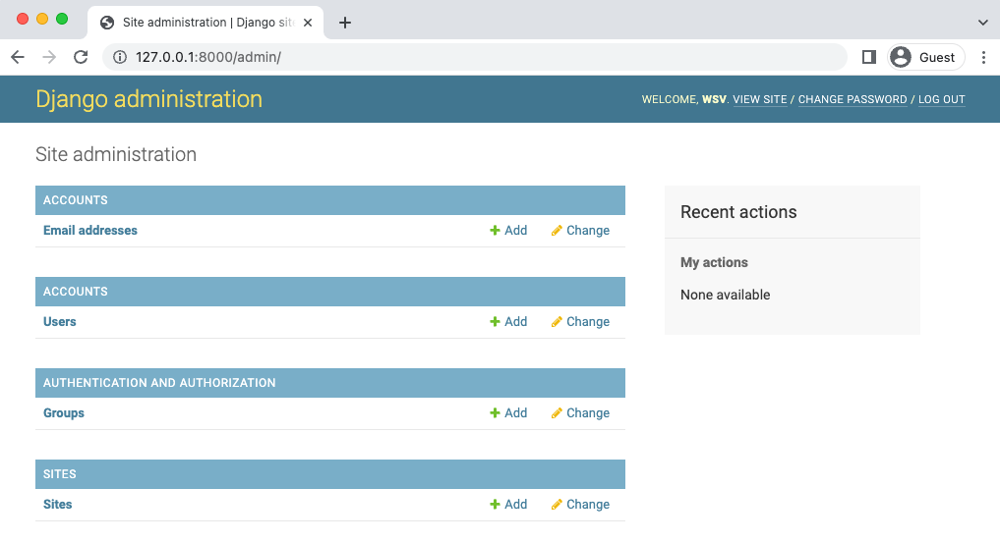 Site administration | Django sit
127.0.0.1:8000/admin/
Guest
Django administration
WELCOME, WSV. VIEW SITE / CHANGE PASSWORD / LOG OUT
Site administration
ACCOUNTS
Email addresses Add Change
ACCOUNTS
Users Add Change
AUTHENTICATION AND AUTHORIZATION
Groups Add Change
SITES
Sites Add Change
Recent actions
My actions
None available